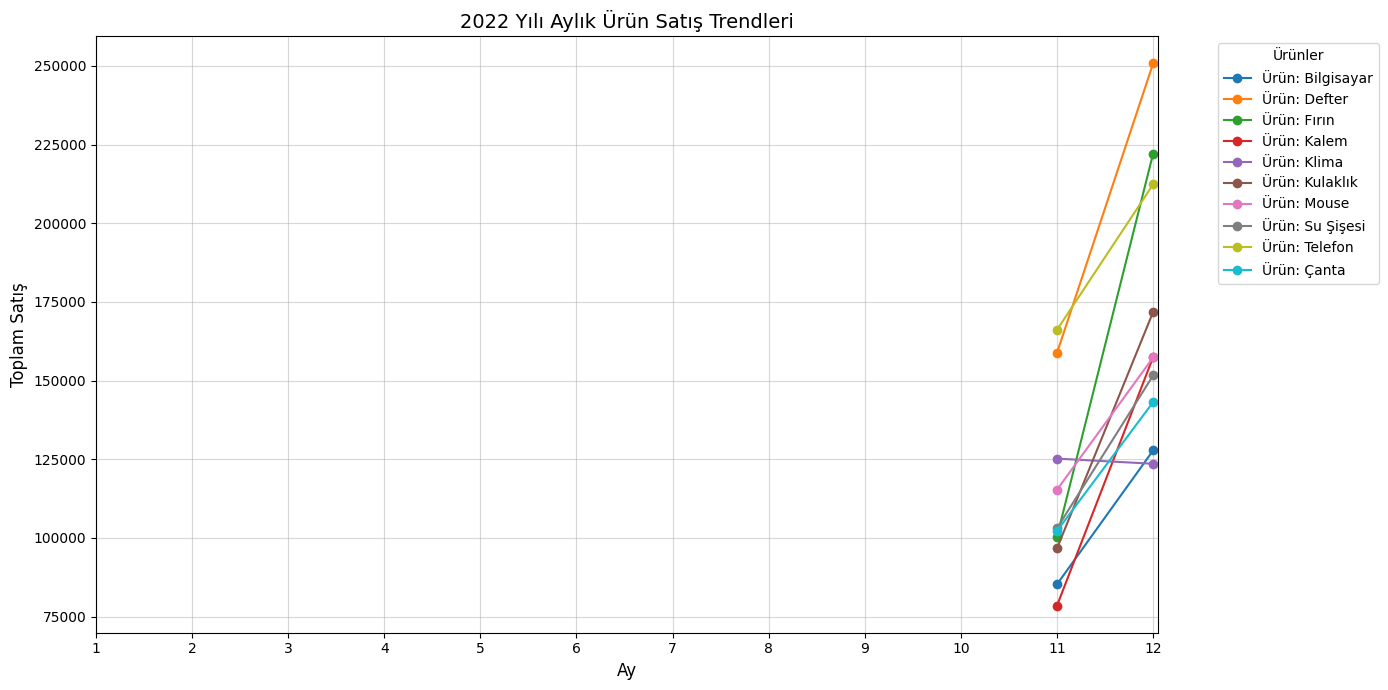 2022 Yılı Aylık Ürün Satış Trendleri
Toplam Satış
250000
225000
200000
175000
150000
125000
100000
75000
1 2 3 4 5 6 7 8 9 10 11 12
Ay
Ürünler
Ürün: Bilgisayar
Ürün: Defter
Ürün: Fırın
Ürün: Kalem
Ürün: Klima
Ürün: Kulaklık
Ürün: Mouse
Ürün: Su Şişesi
Ürün: Telefon
Ürün: Çanta